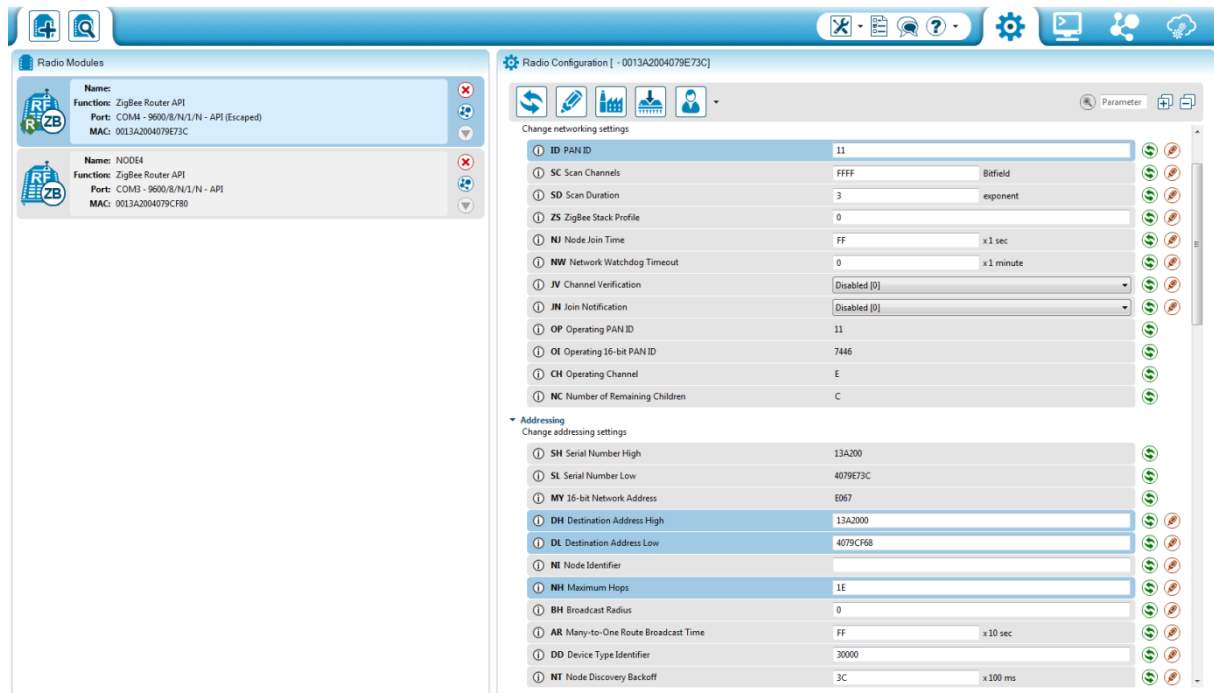 Radio Modules
Name:
Function: ZigBee Router API
Port: COM4 - 9600/8/N/1/N - API (Escaped)
MAC: 0013A2004079E73C
RF
R ZB
Name: NODE4
Function: ZigBee Router API
Port: COM3 - 9600/8/N/1/N - API
MAC: 0013A2004079CF80
RF
ZB
Radio Configuration [ - 0013A2004079E73C]
Parameter
Change networking settings
ID PAN ID 11
SC Scan Channels FFFF Bitfield
SD Scan Duration 3 exponent
ZS ZigBee Stack Profile 0
NJ Node Join Time FF x 1 sec
NW Network Watchdog Timeout 0 x 1 minute
JV Channel Verification Disabled [0]
JN Join Notification Disabled [0]
OP Operating PAN ID 11
OI Operating 16-bit PAN ID 7446
CH Operating Channel E
NC Number of Remaining Children C
Addressing
Change addressing settings
SH Serial Number High 13A200
SL Serial Number Low 4079E73C
MY 16-bit Network Address E067
DH Destination Address High 13A2000
DL Destination Address Low 4079CF68
NI Node Identifier
NH Maximum Hops 1E
BH Broadcast Radius 0
AR Many-to-One Route Broadcast Time FF x 10 sec
DD Device Type Identifier 30000
NT Node Discovery Backoff 3C x 100 ms